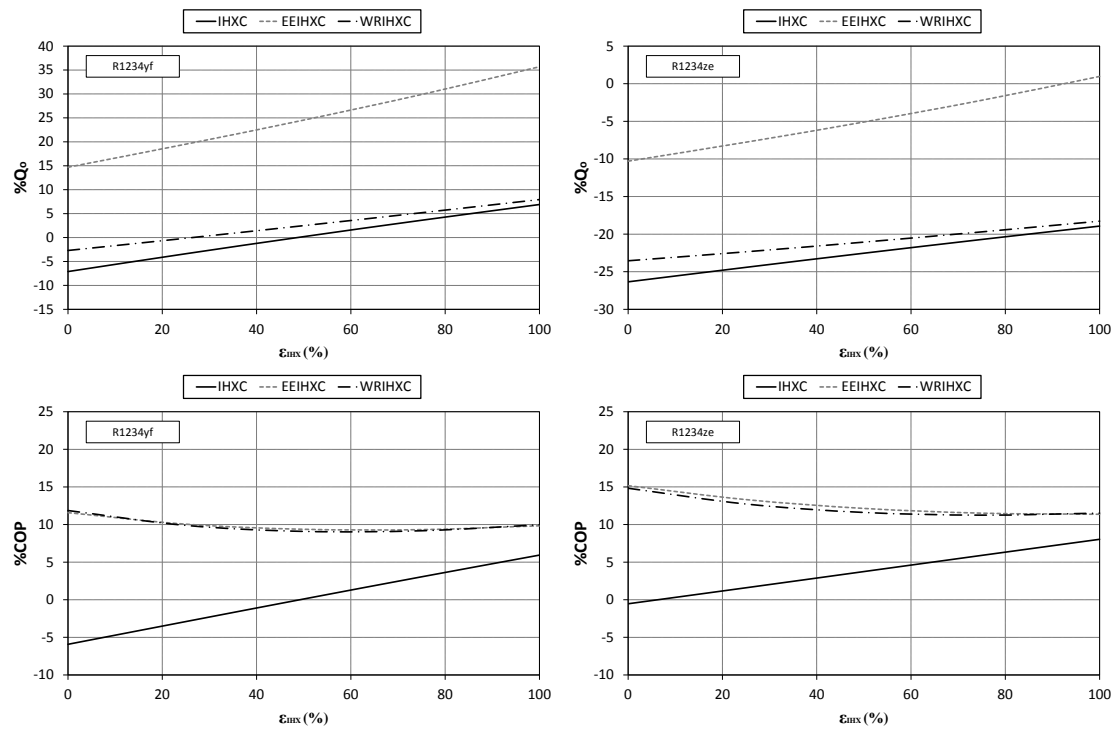 IHXC EEIHXC WRIHXC
R1234yf
%Qo
40
35
30
25
20
15
10
5
0
-5
-10
-15
0 20 40 60 80 100
εIHX (%)
IHXC EEIHXC WRIHXC
R1234ze
%Qo
5
0
-5
-10
-15
-20
-25
-30
0 20 40 60 80 100
εIHX (%)
IHXC EEIHXC WRIHXC
R1234yf
%COP
25
20
15
10
5
0
-5
-10
0 20 40 60 80 100
εIHX (%)
IHXC EEIHXC WRIHXC
R1234ze
%COP
25
20
15
10
5
0
-5
-10
0 20 40 60 80 100
εIHX (%)